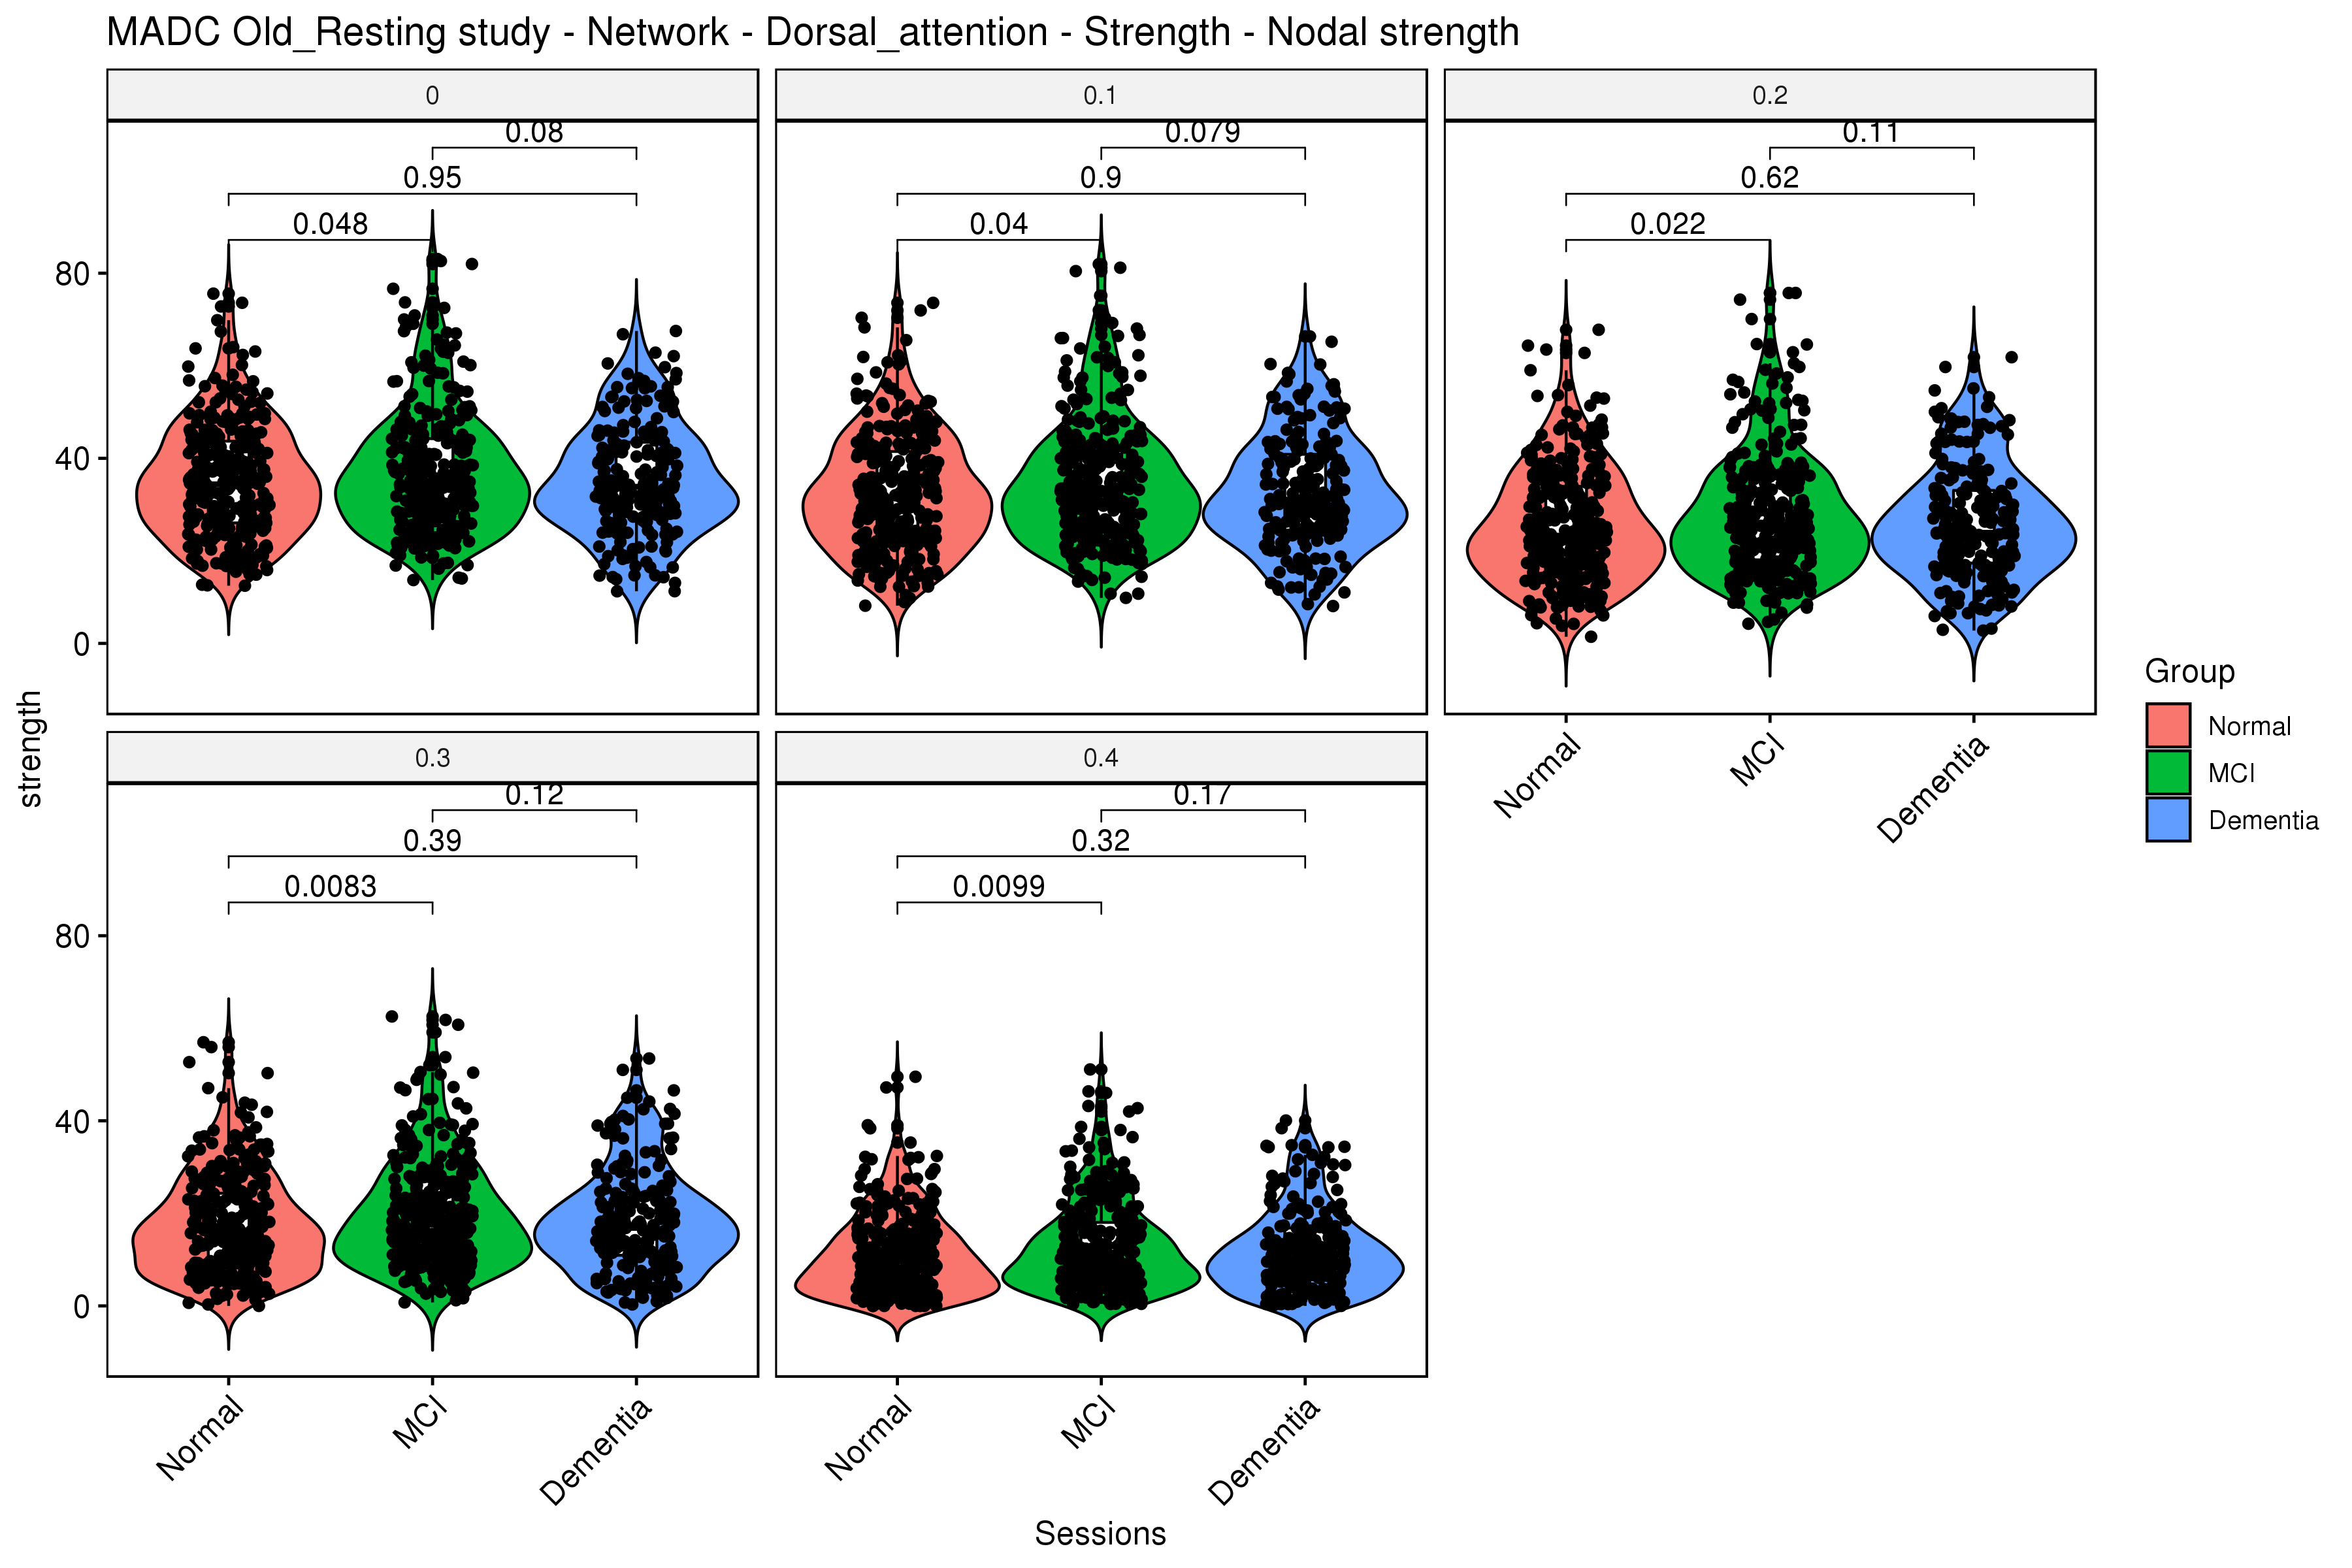 MADC Old_Resting study - Network - Dorsal_attention - Strength - Nodal strength
0
0.1
0.2
0.08
0.079
0.11
0.95
0.9
0.62
0.048
0.04
0.022
80
40
0
Normal
MCI
Dementia
strength
Group
Normal
MCI
Dementia
0.3
0.4
0.12
0.17
0.39
0.32
0.0083
0.0099
80
40
0
Normal
MCI
Dementia
Normal
MCI
Dementia
Sessions